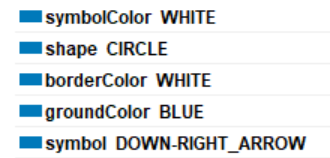 symbolColor WHITE
shape CIRCLE
borderColor WHITE
groundColor BLUE
symbol DOWN-RIGHT_ARROW